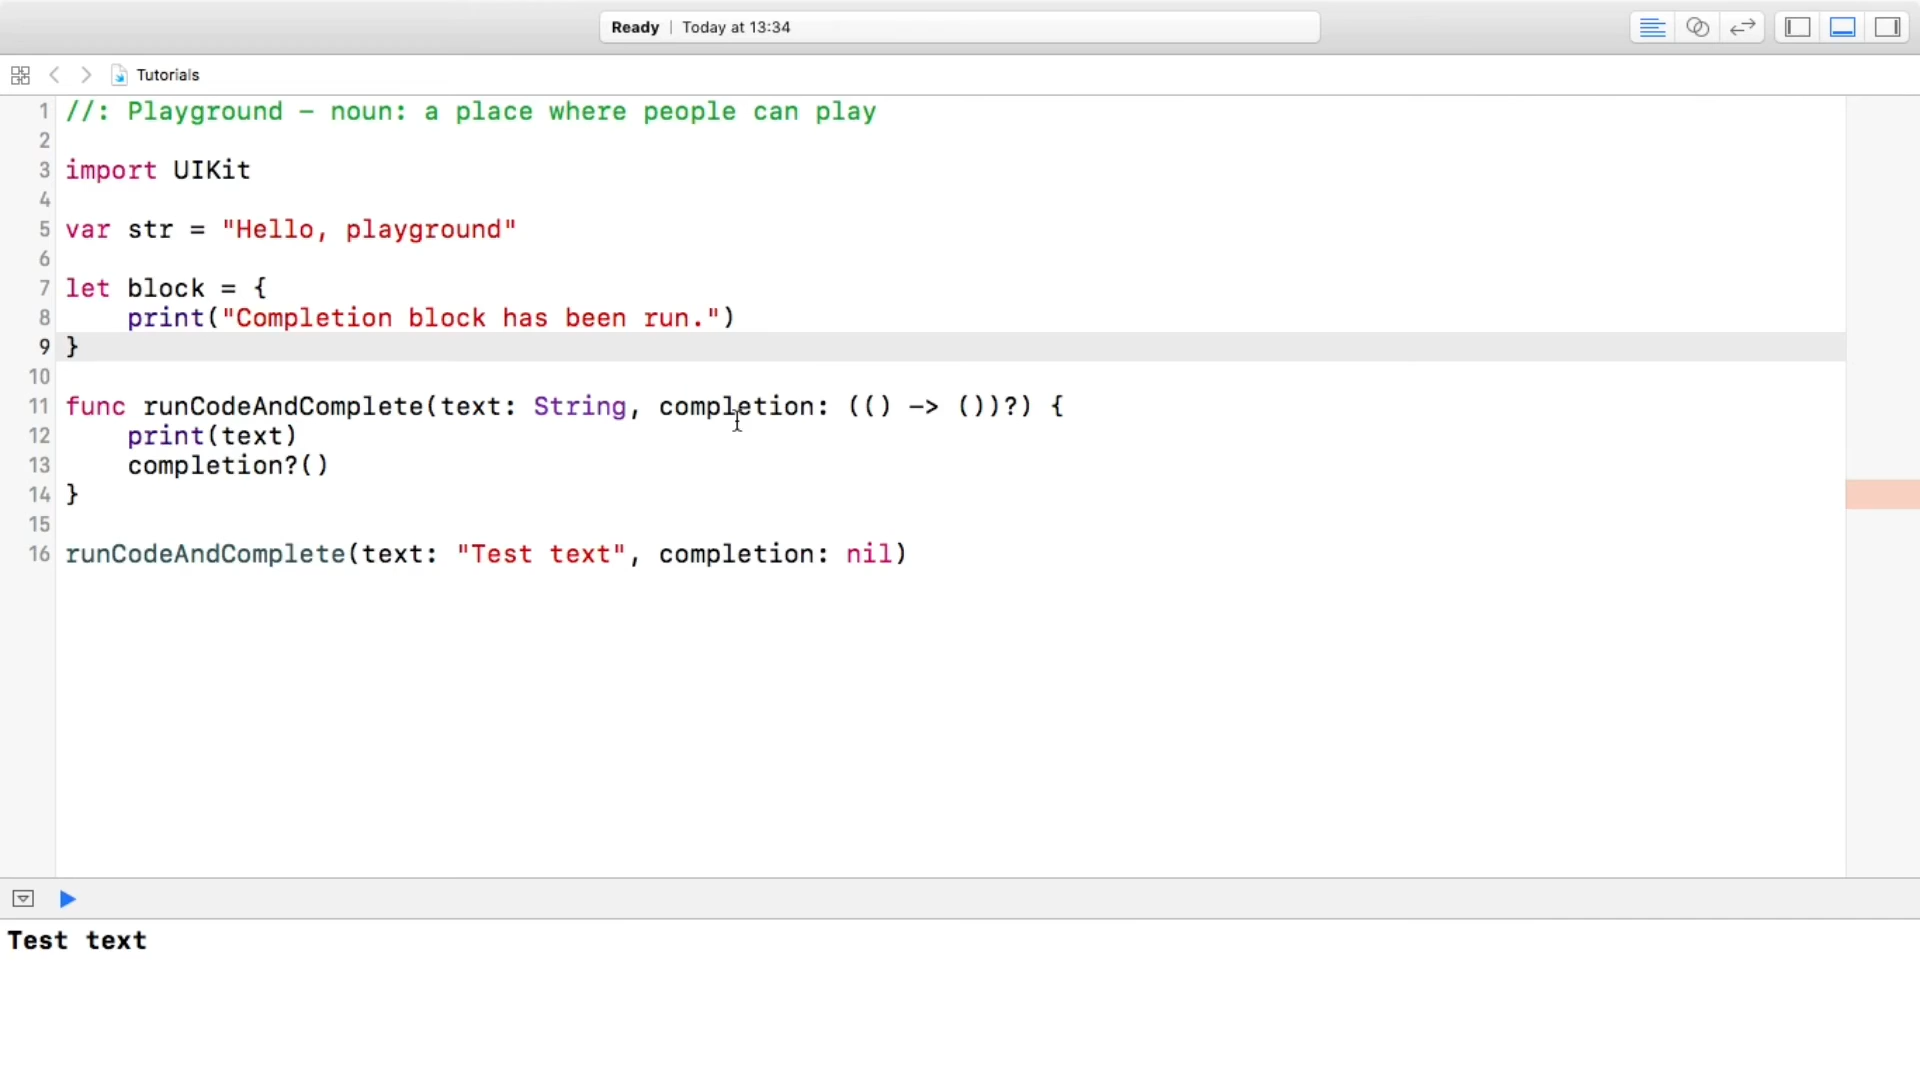 Ready | Today at 13:34
Tutorials
1 //: Playground – noun: a place where people can play
2
3 import UIKit
4
5 var str = "Hello, playground"
6
7 let block = {
8     print("Completion block has been run.")
9 }
10
11 func runCodeAndComplete(text: String, completion: (() -> ())?) {
12     print(text)
13     completion?()
14 }
15
16 runCodeAndComplete(text: "Test text", completion: nil)
Test text